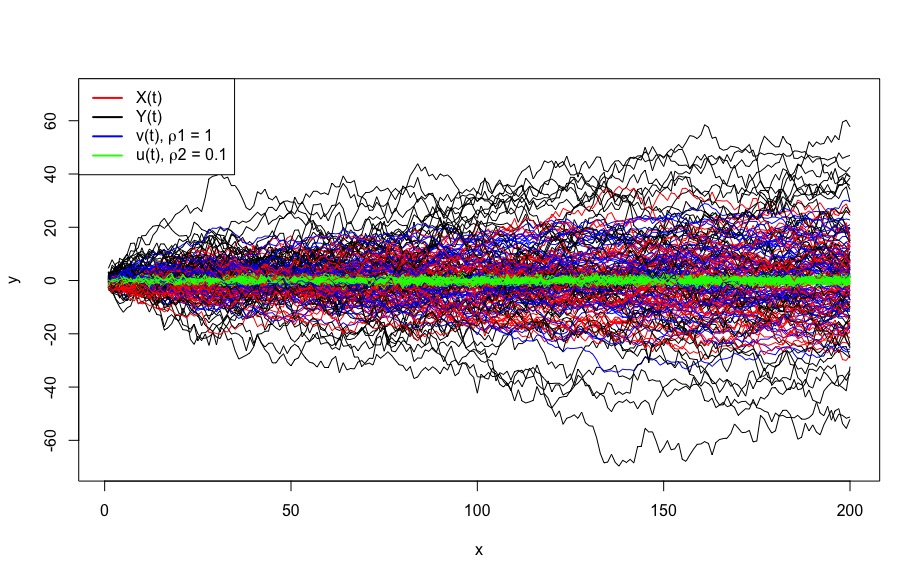 X(t)
Y(t)
v(t), ρ1 = 1
u(t), ρ2 = 0.1
60
40
20
0
-20
-40
-60
y
0 50 100 150 200
x